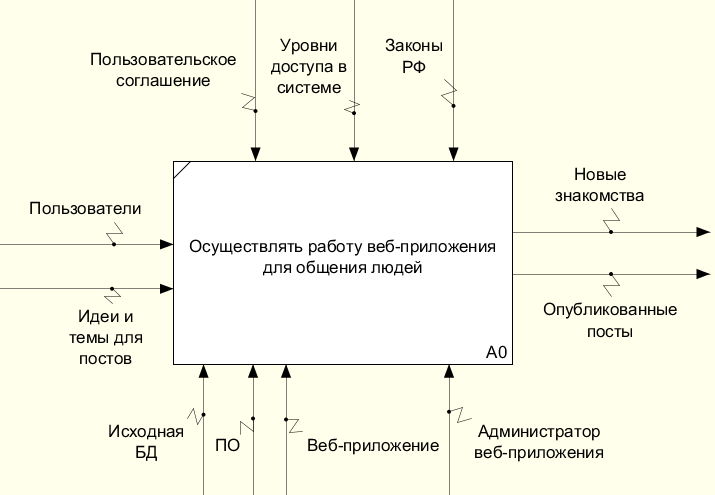 Пользовательское
соглашение
Уровни
доступа в
системе
Законы
РФ
Пользователи
Идеи и
темы для
постов
Осуществлять работу веб-приложения
для общения людей
A0
Новые
знакомства
Опубликованные
посты
Исходная
БД
ПО
Веб-приложение
Администратор
веб-приложения